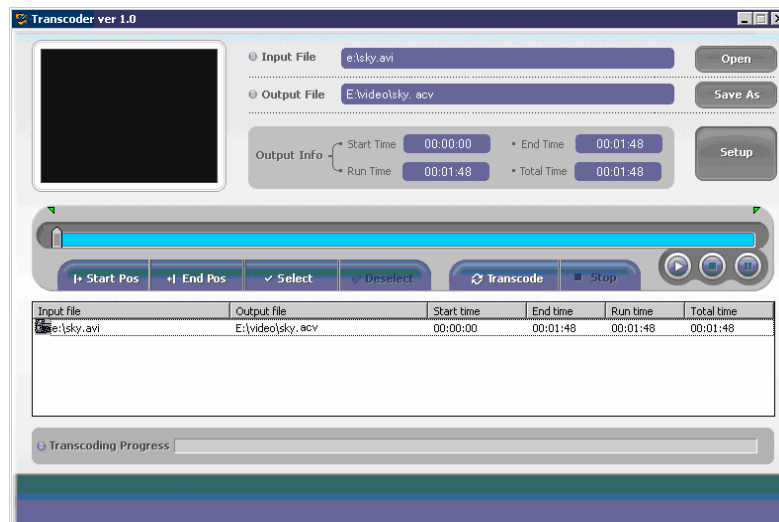 Transcoder ver 1.0
Input File e:\sky.avi Open
Output File E:\video\sky. acv Save As
Output Info Start Time 00:00:00 End Time 00:01:48 Setup
Run Time 00:01:48 Total Time 00:01:48
Start Pos End Pos Select Deselect Transcode Stop
Input file Output file Start time End time Run time Total time
e:\sky.avi E:\video\sky. acv 00:00:00 00:01:48 00:01:48 00:01:48
Transcoding Progress